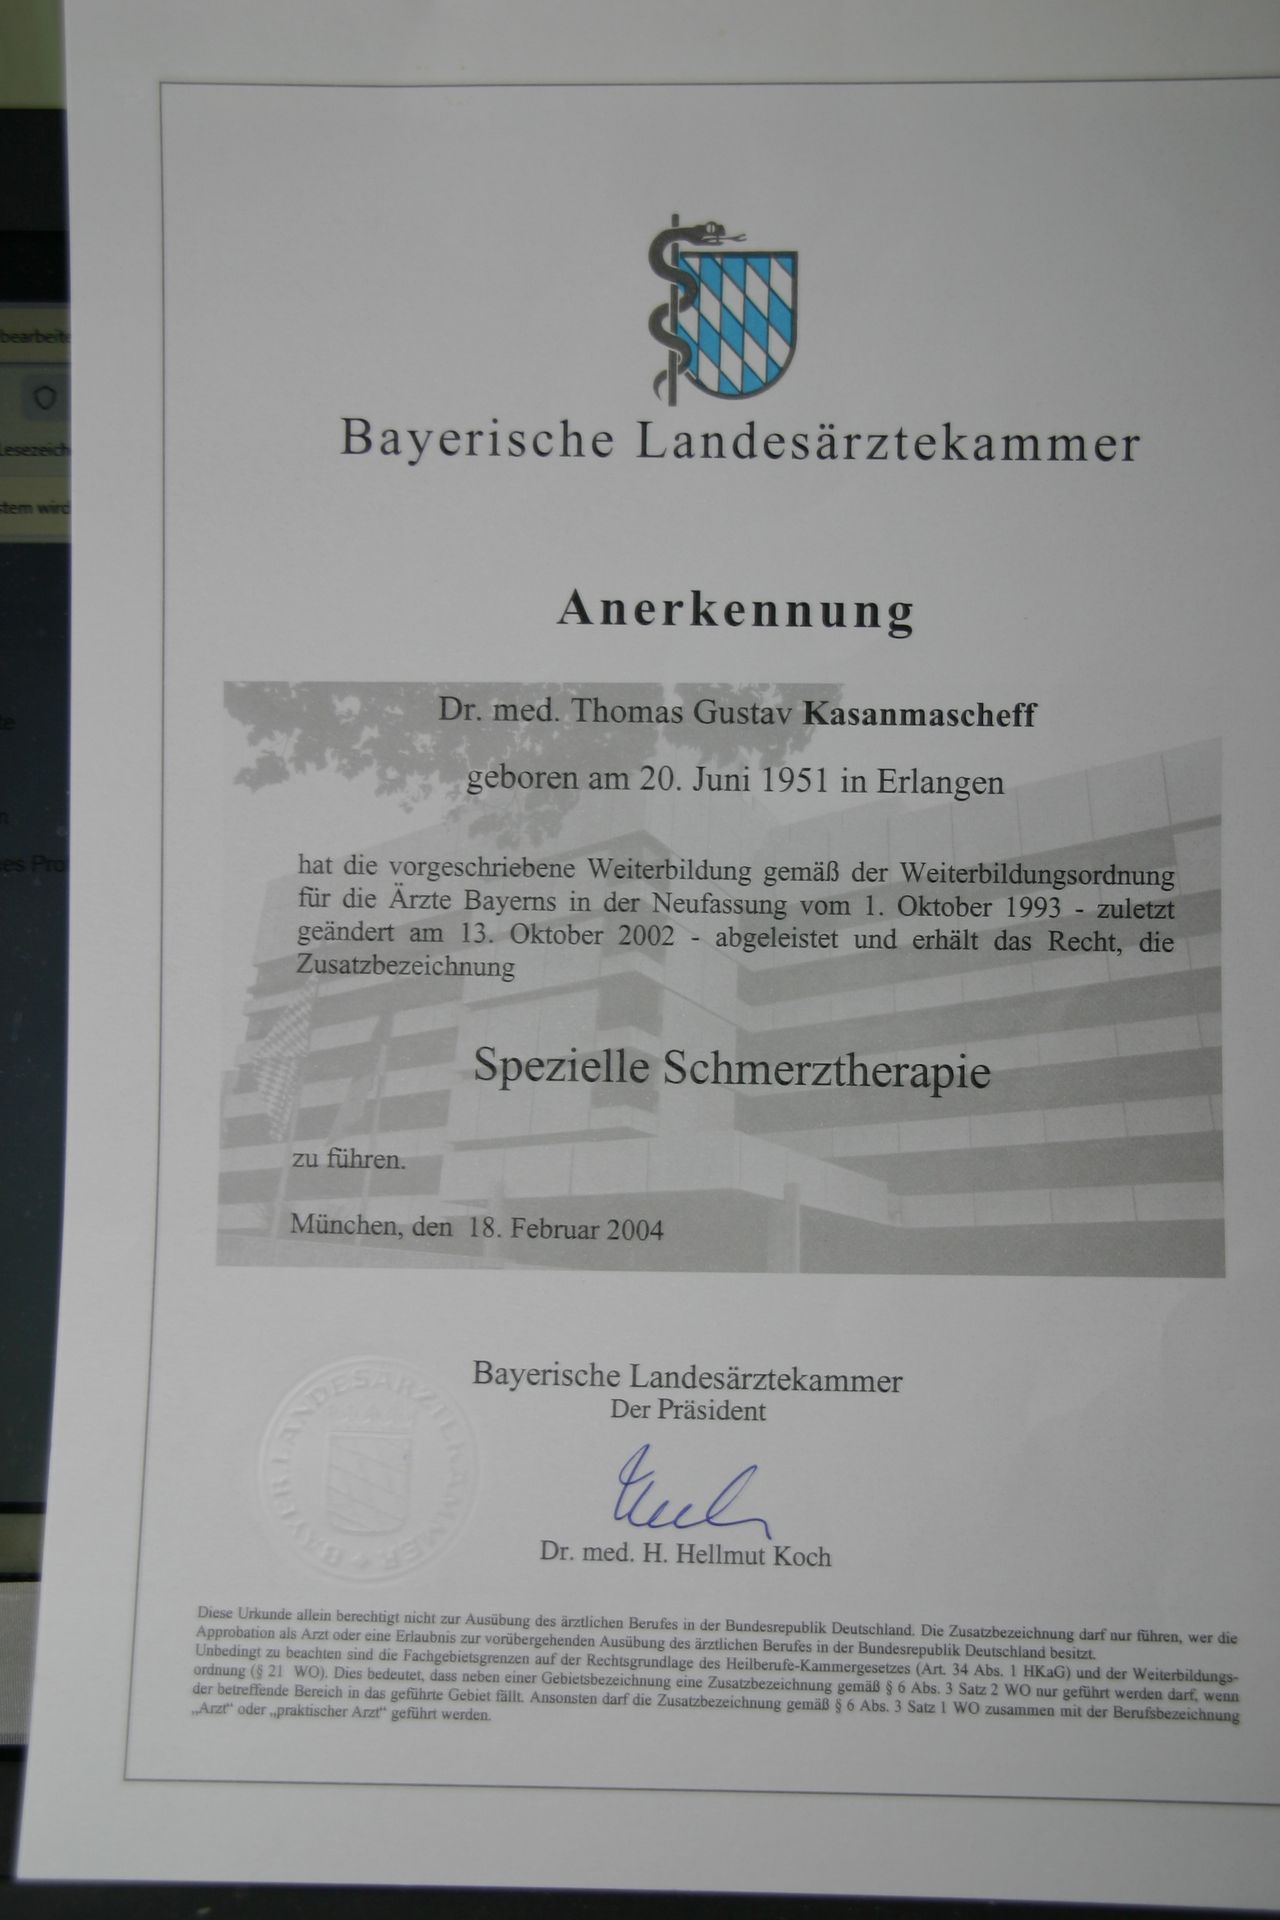 Bayerische Landesärztekammer
Anerkennung
Dr. med. Thomas Gustav Kasanmascheff
geboren am 20. Juni 1951 in Erlangen
hat die vorgeschriebene Weiterbildung gemäß der Weiterbildungsordnung
für die Ärzte Bayerns in der Neufassung vom 1. Oktober 1993 - zuletzt
geändert am 13. Oktober 2002 - abgeleistet und erhält das Recht, die
Zusatzbezeichnung
Spezielle Schmerztherapie
zu führen.
München, den 18. Februar 2004
Bayerische Landesärztekammer
Der Präsident
BAYER. LANDESÄRZTEKAMMER
Koch
Dr. med. H. Hellmut Koch
Diese Urkunde allein berechtigt nicht zur Ausübung des ärztlichen Berufes in der Bundesrepublik Deutschland. Die Zusatzbezeichnung darf nur führen, wer die
Approbation als Arzt oder eine Erlaubnis zur vorübergehenden Ausübung des ärztlichen Berufes in der Bundesrepublik Deutschland besitzt.
Unbedingt zu beachten sind die Fachgebietsgrenzen auf der Rechtsgrundlage des Heilberufe-Kammergesetzes (Art. 34 Abs. 1 HKaG) und der Weiterbildungs-
ordnung (§ 21 WO). Dies bedeutet, dass neben einer Gebietsbezeichnung eine Zusatzbezeichnung gemäß § 6 Abs. 3 Satz 2 WO nur geführt werden darf, wenn
der betreffende Bereich in das geführte Gebiet fällt. Ansonsten darf die Zusatzbezeichnung gemäß § 6 Abs. 3 Satz 1 WO zusammen mit der Berufsbezeichnung
„Arzt“ oder „praktischer Arzt“ geführt werden.
bearbeite
Lesezeich
stem wird
es Pro